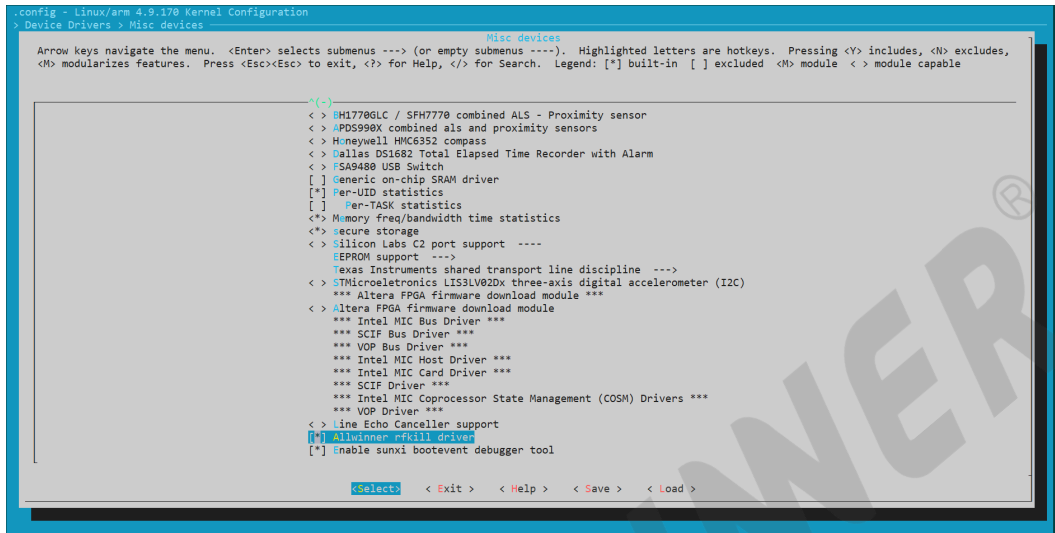 .config - Linux/arm 4.9.170 Kernel Configuration
> Device Drivers > Misc devices
Misc devices
Arrow keys navigate the menu.  <Enter> selects submenus ---> (or empty submenus ----).  Highlighted letters are hotkeys.  Pressing <Y> includes, <N> excludes,
<M> modularizes features.  Press <Esc><Esc> to exit, <?> for Help, </> for Search.  Legend: [*] built-in  [ ] excluded  <M> module  < > module capable
^(-)
< > BH1770GLC / SFH7770 combined ALS - Proximity sensor
< > APDS990X combined als and proximity sensors
< > Honeywell HMC6352 compass
< > Dallas DS1682 Total Elapsed Time Recorder with Alarm
< > FSA9480 USB Switch
[ ] Generic on-chip SRAM driver
[*] Per-UID statistics
[ ]   Per-TASK statistics
<*> Memory freq/bandwidth time statistics
<*> secure storage
< > Silicon Labs C2 port support  ----
EEPROM support  --->
Texas Instruments shared transport line discipline  --->
< > STMicroeletronics LIS3LV02Dx three-axis digital accelerometer (I2C)
*** Altera FPGA firmware download module ***
< > Altera FPGA firmware download module
*** Intel MIC Bus Driver ***
*** SCIF Bus Driver ***
*** VOP Bus Driver ***
*** Intel MIC Host Driver ***
*** Intel MIC Card Driver ***
*** SCIF Driver ***
*** Intel MIC Coprocessor State Management (COSM) Drivers ***
*** VOP Driver ***
< > Line Echo Canceller support
[*] Allwinner rfkill driver
[*] Enable sunxi bootevent debugger tool
<Select>    < Exit >    < Help >    < Save >    < Load >
NER®